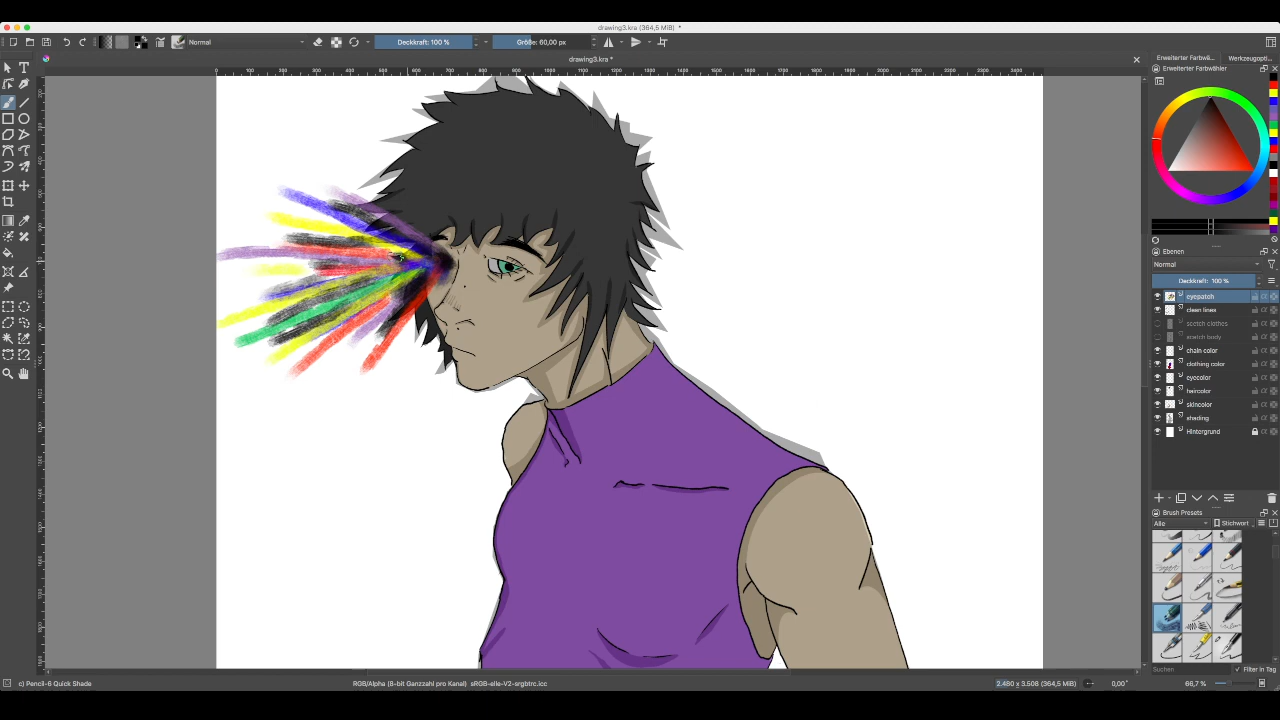 drawing3.kra (364,5 MiB) *
Normal
Deckkraft: 100 %
Größe: 60,00 px
drawing3.kra *
Erweiterter Farbwä...
Werkzeugopti...
Erweiterter Farbwähler
Ebenen
Normal
Deckkraft: 100 %
eyepatch
clean lines
scetch clothes
scetch body
chain color
clothing color
eyecolor
haircolor
skincolor
shading
Hintergrund
Brush Presets
Alle
Stichwort
Suchen
Filter in Tag
c) Pencil-6 Quick Shade
RGB/Alpha (8-bit Ganzzahl pro Kanal) sRGB-elle-V2-srgbtrc.icc
2.480 x 3.508 (364,5 MiB)
0,00°
66,7 %